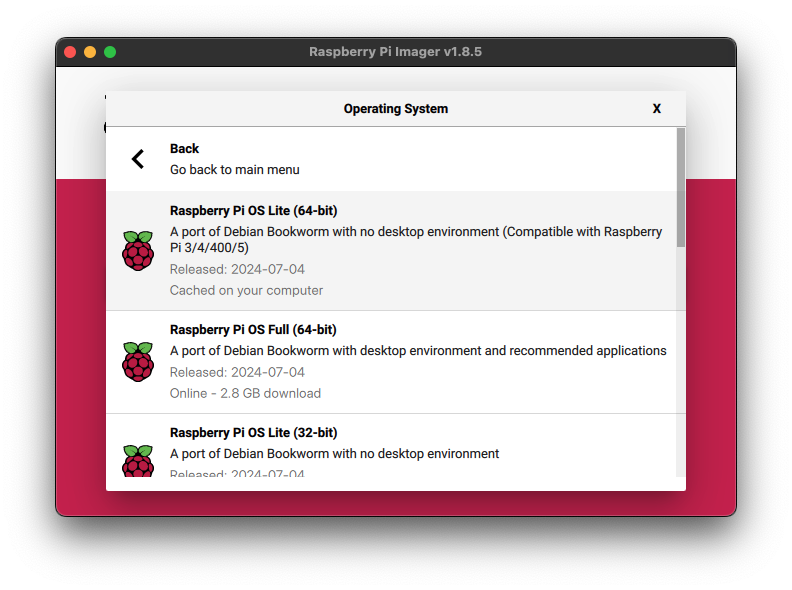 Raspberry Pi Imager v1.8.5
Operating System
X
Back
Go back to main menu
Raspberry Pi OS Lite (64-bit)
A port of Debian Bookworm with no desktop environment (Compatible with Raspberry
Pi 3/4/400/5)
Released: 2024-07-04
Cached on your computer
Raspberry Pi OS Full (64-bit)
A port of Debian Bookworm with desktop environment and recommended applications
Released: 2024-07-04
Online - 2.8 GB download
Raspberry Pi OS Lite (32-bit)
A port of Debian Bookworm with no desktop environment
Released: 2024-07-04